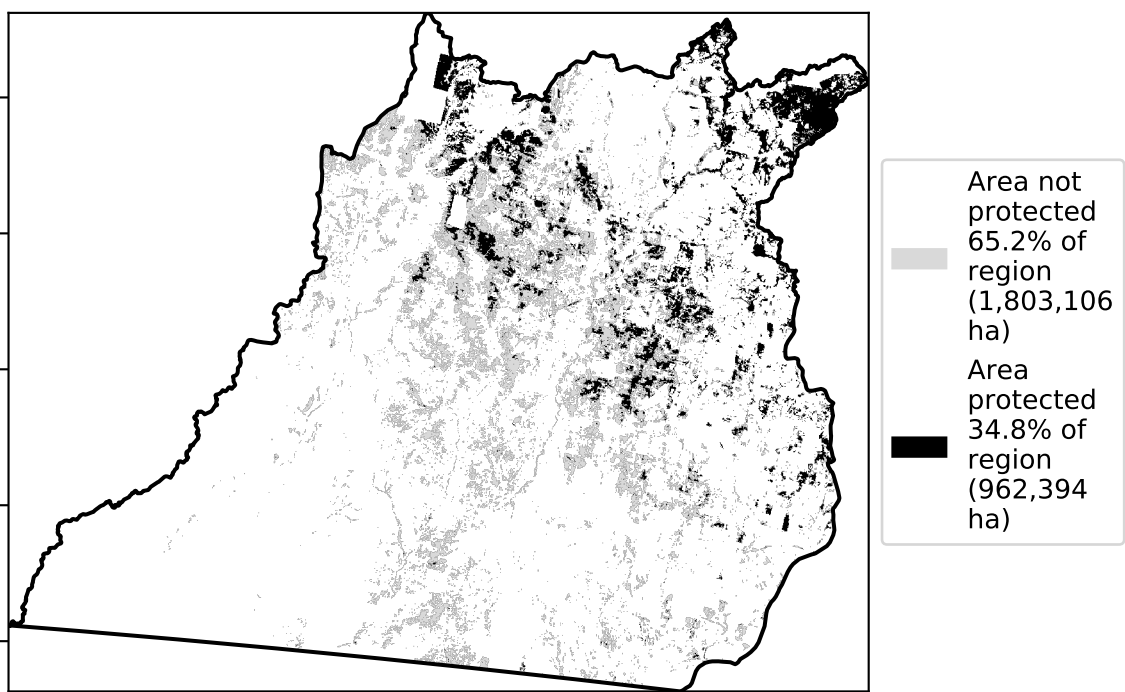 Area not
protected
65.2% of
region
(1,803,106
ha)
Area
protected
34.8% of
region
(962,394
ha)